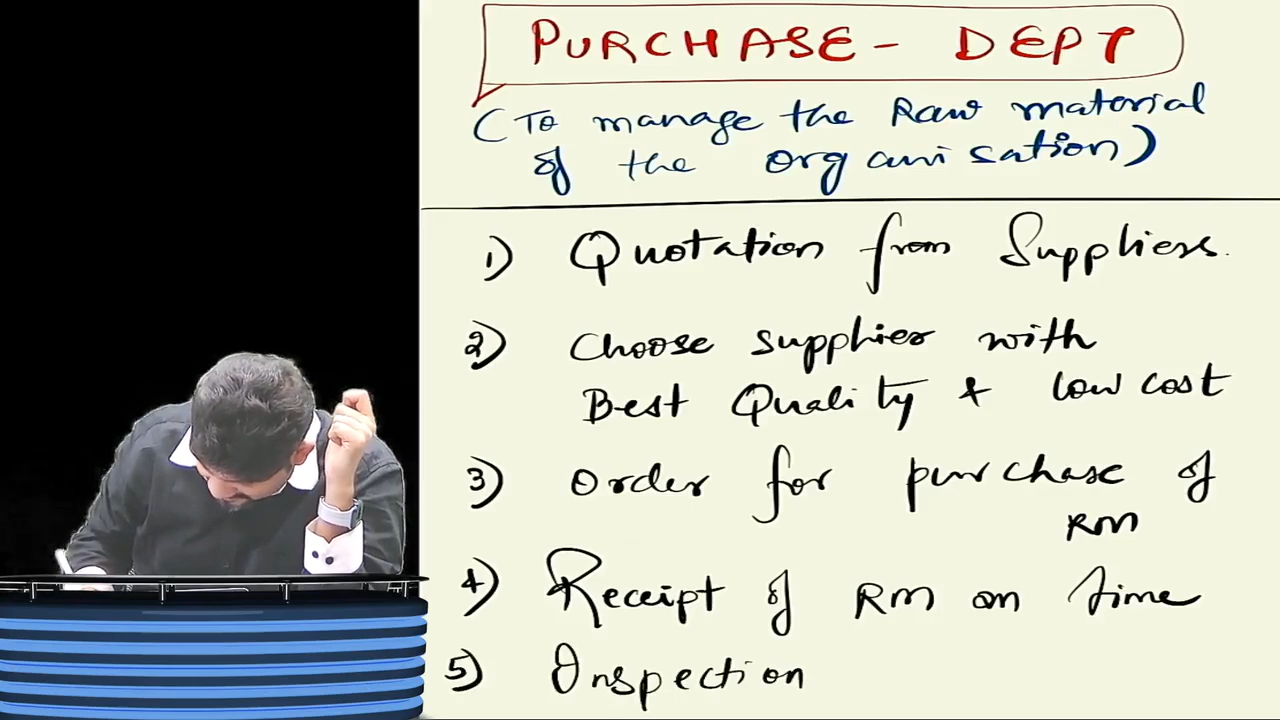 PURCHASE - DEPT
(To manage the Raw material
of the organisation)
1) Quotation from Suppliers.
2) Choose supplier with
Best Quality & low cost
3) Order for purchase of
RM
4) Receipt of RM on time
5) Inspection